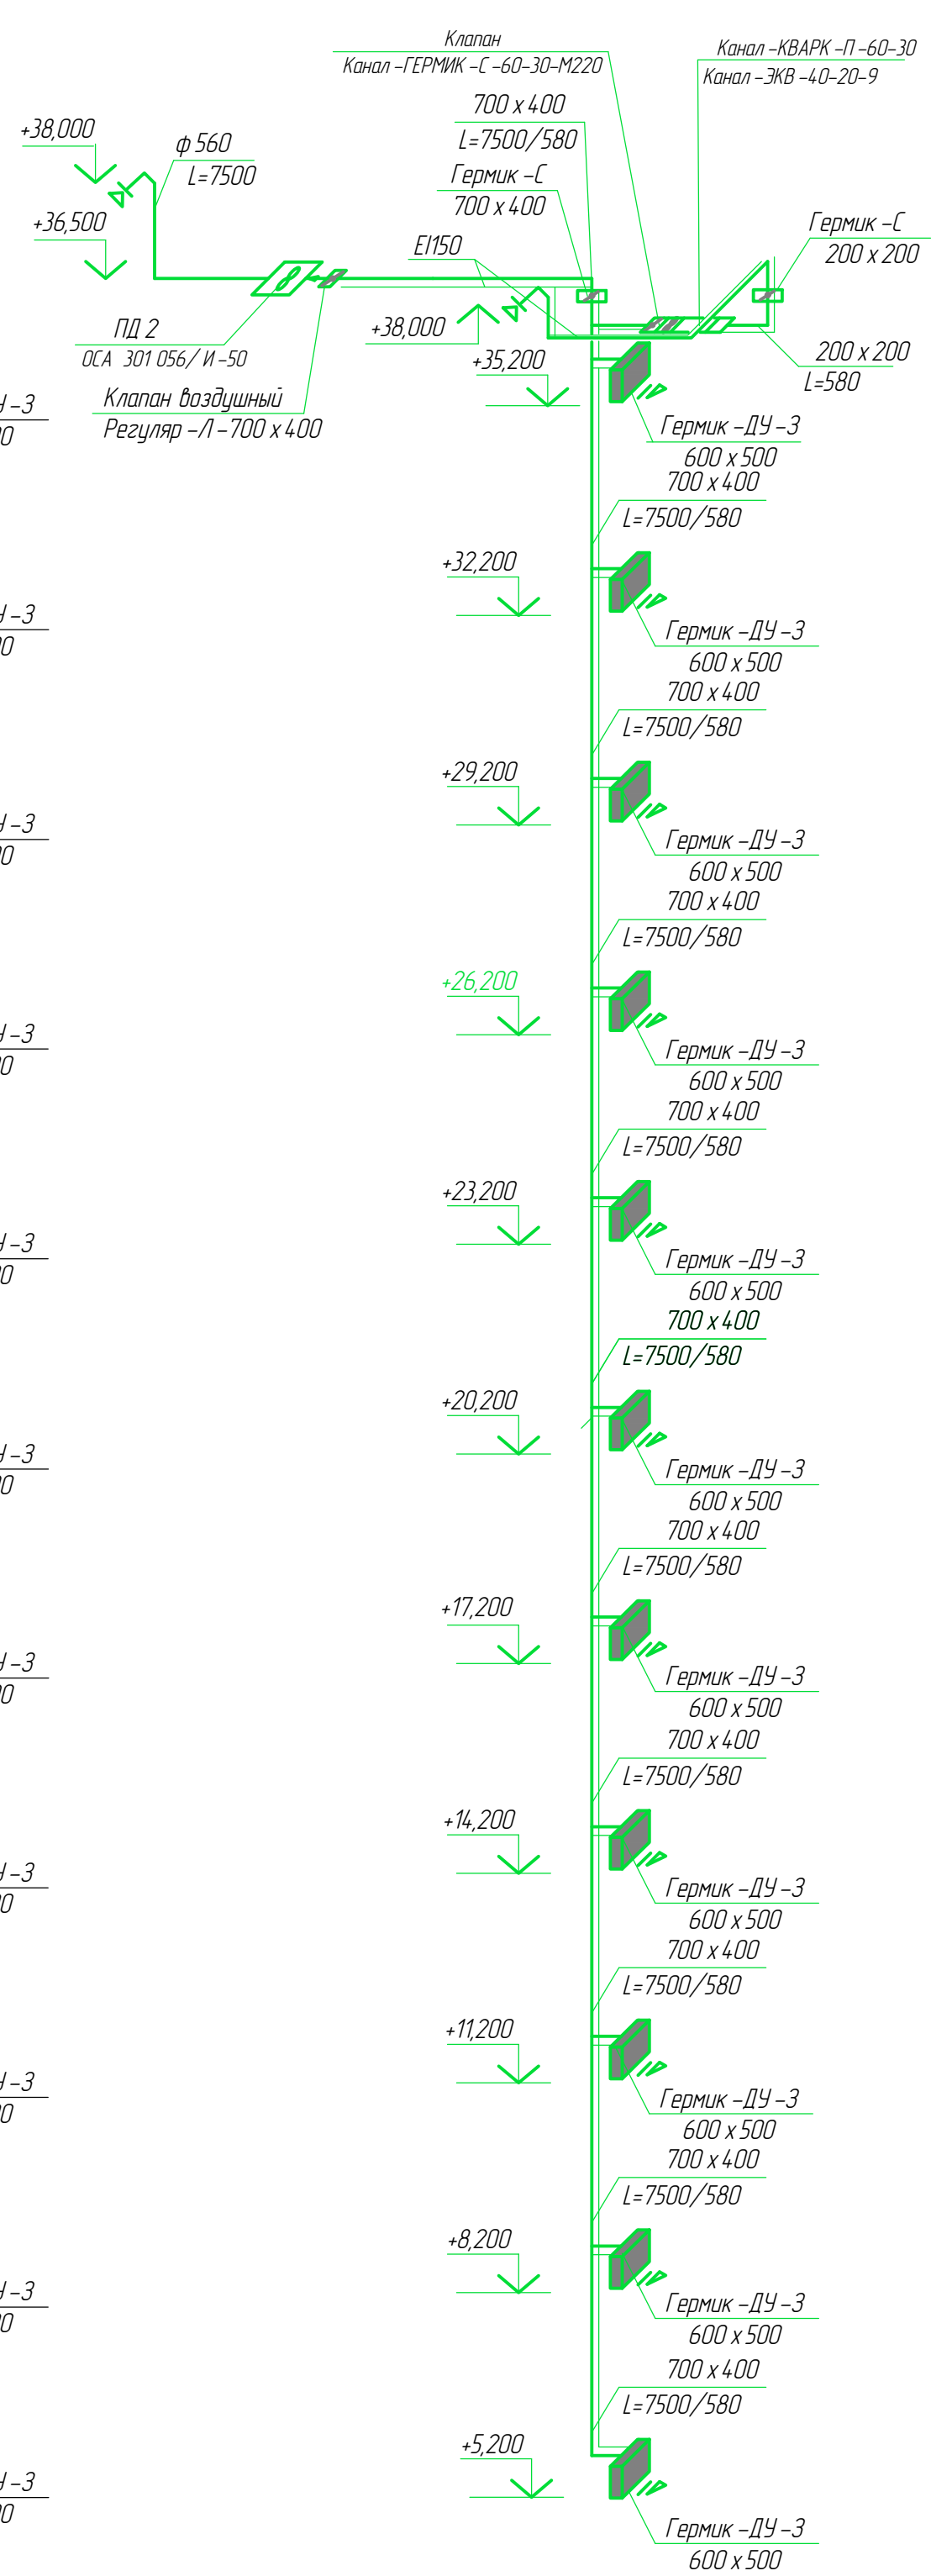 Клапан
Канал-ГЕРМИК-С-60-30-М220
Канал-КВАРК-П-60-30
Канал-ЭКВ-40-20-9
700 х 400
L=7500/580
+38,000
ф 560
L=7500
Гермик-С
700 х 400
+36,500
Гермик-С
200 х 200
EI150
+38,000
ПД 2
ОСА 301 056/И-50
+35,200
200 х 200
L=580
Клапан воздушный
Регуляр-Л-700 х 400
Гермик-ДУ-3
600 х 500
700 х 400
L=7500/580
+32,200
Гермик-ДУ-3
600 х 500
700 х 400
L=7500/580
+29,200
Гермик-ДУ-3
600 х 500
700 х 400
L=7500/580
+26,200
Гермик-ДУ-3
600 х 500
700 х 400
L=7500/580
+23,200
Гермик-ДУ-3
600 х 500
700 х 400
L=7500/580
+20,200
Гермик-ДУ-3
600 х 500
700 х 400
L=7500/580
+17,200
Гермик-ДУ-3
600 х 500
700 х 400
L=7500/580
+14,200
Гермик-ДУ-3
600 х 500
700 х 400
L=7500/580
+11,200
Гермик-ДУ-3
600 х 500
700 х 400
L=7500/580
+8,200
Гермик-ДУ-3
600 х 500
700 х 400
L=7500/580
+5,200
Гермик-ДУ-3
600 х 500